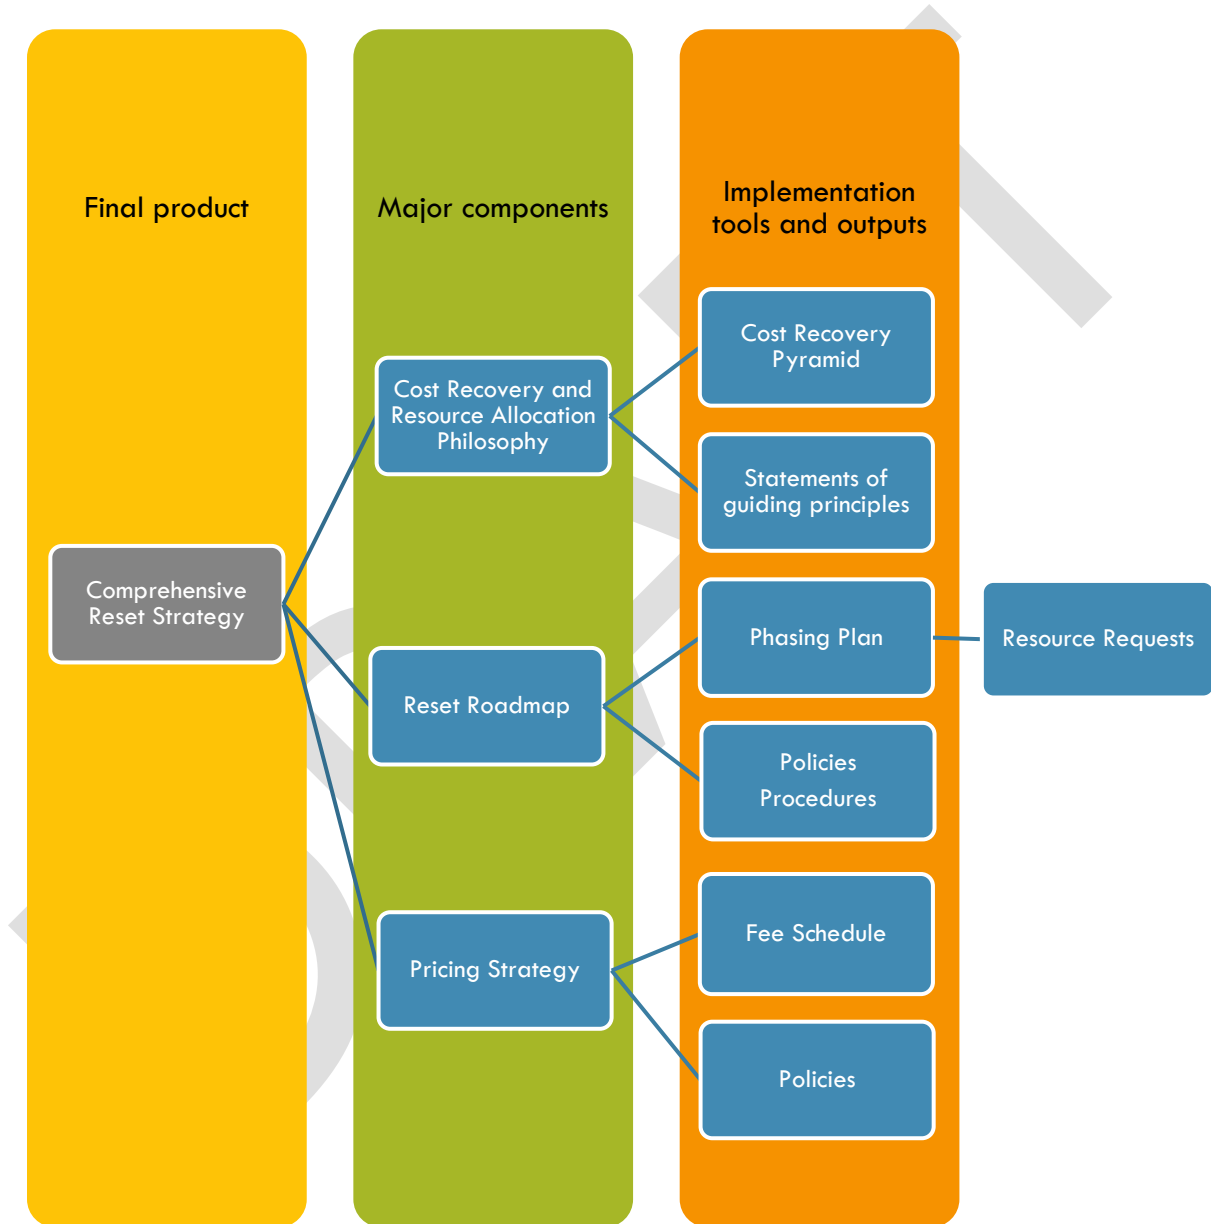 Final product
Major components
Implementation
tools and outputs
Cost Recovery
Pyramid
Cost Recovery and
Resource Allocation
Philosophy
Statements of
guiding principles
Comprehensive
Reset Strategy
Phasing Plan
Resource Requests
Reset Roadmap
Policies
Procedures
Fee Schedule
Pricing Strategy
Policies